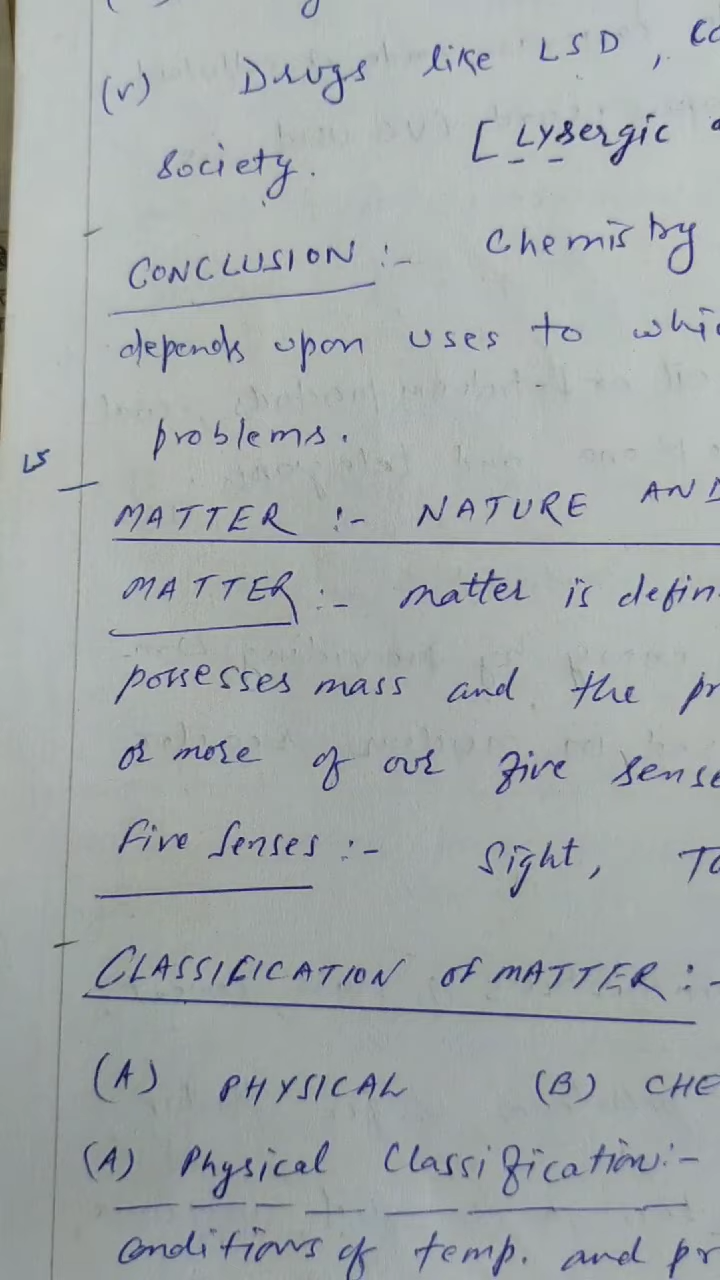 (v) Drugs like LSD, Co
society. [Lysergic
CONCLUSION :- Chemistry
depends upon uses to whi
problems.
MATTER :- NATURE AND
MATTER :- matter is defin
possesses mass and the pr
or more of our five sense
Five Senses :- Sight, To
CLASSIFICATION of MATTER :-
(A) PHYSICAL (B) CHE
(A) Physical Classification :-
conditions of temp. and pr